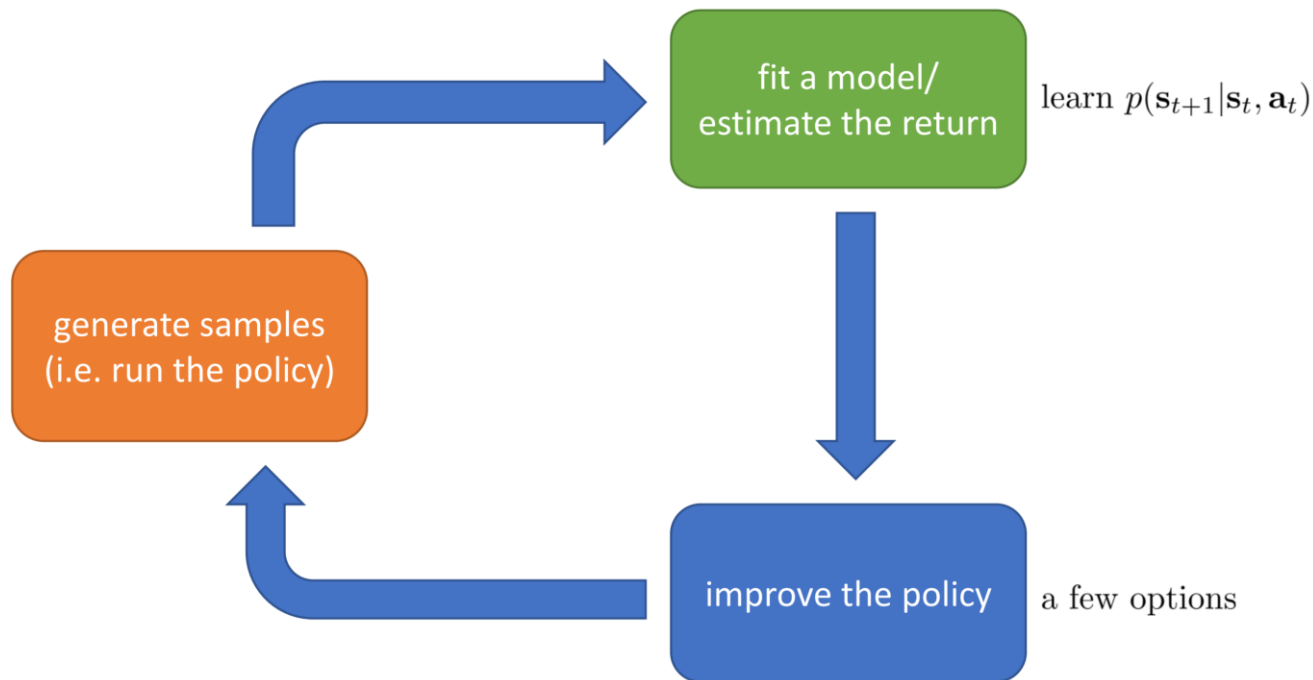 fit a model/
estimate the return
learn p(s_{t+1}|s_t, a_t)
generate samples
(i.e. run the policy)
improve the policy
a few options